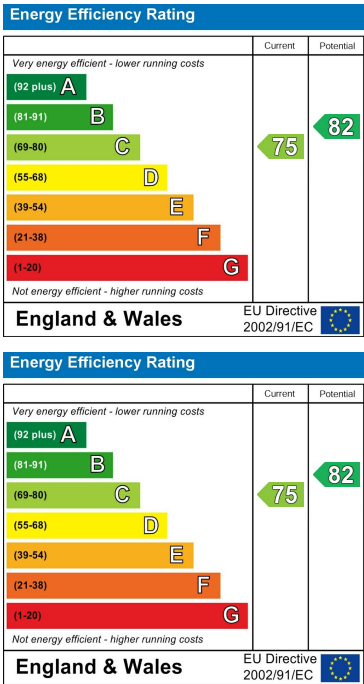 Energy Efficiency Rating
Current Potential
Very energy efficient - lower running costs
(92 plus) A
(81-91) B
82
(69-80) C 75
(55-68) D
(39-54) E
(21-38) F
(1-20) G
Not energy efficient - higher running costs
England & Wales
EU Directive
2002/91/EC
Energy Efficiency Rating
Current Potential
Very energy efficient - lower running costs
(92 plus) A
(81-91) B
82
(69-80) C 75
(55-68) D
(39-54) E
(21-38) F
(1-20) G
Not energy efficient - higher running costs
England & Wales
EU Directive
2002/91/EC